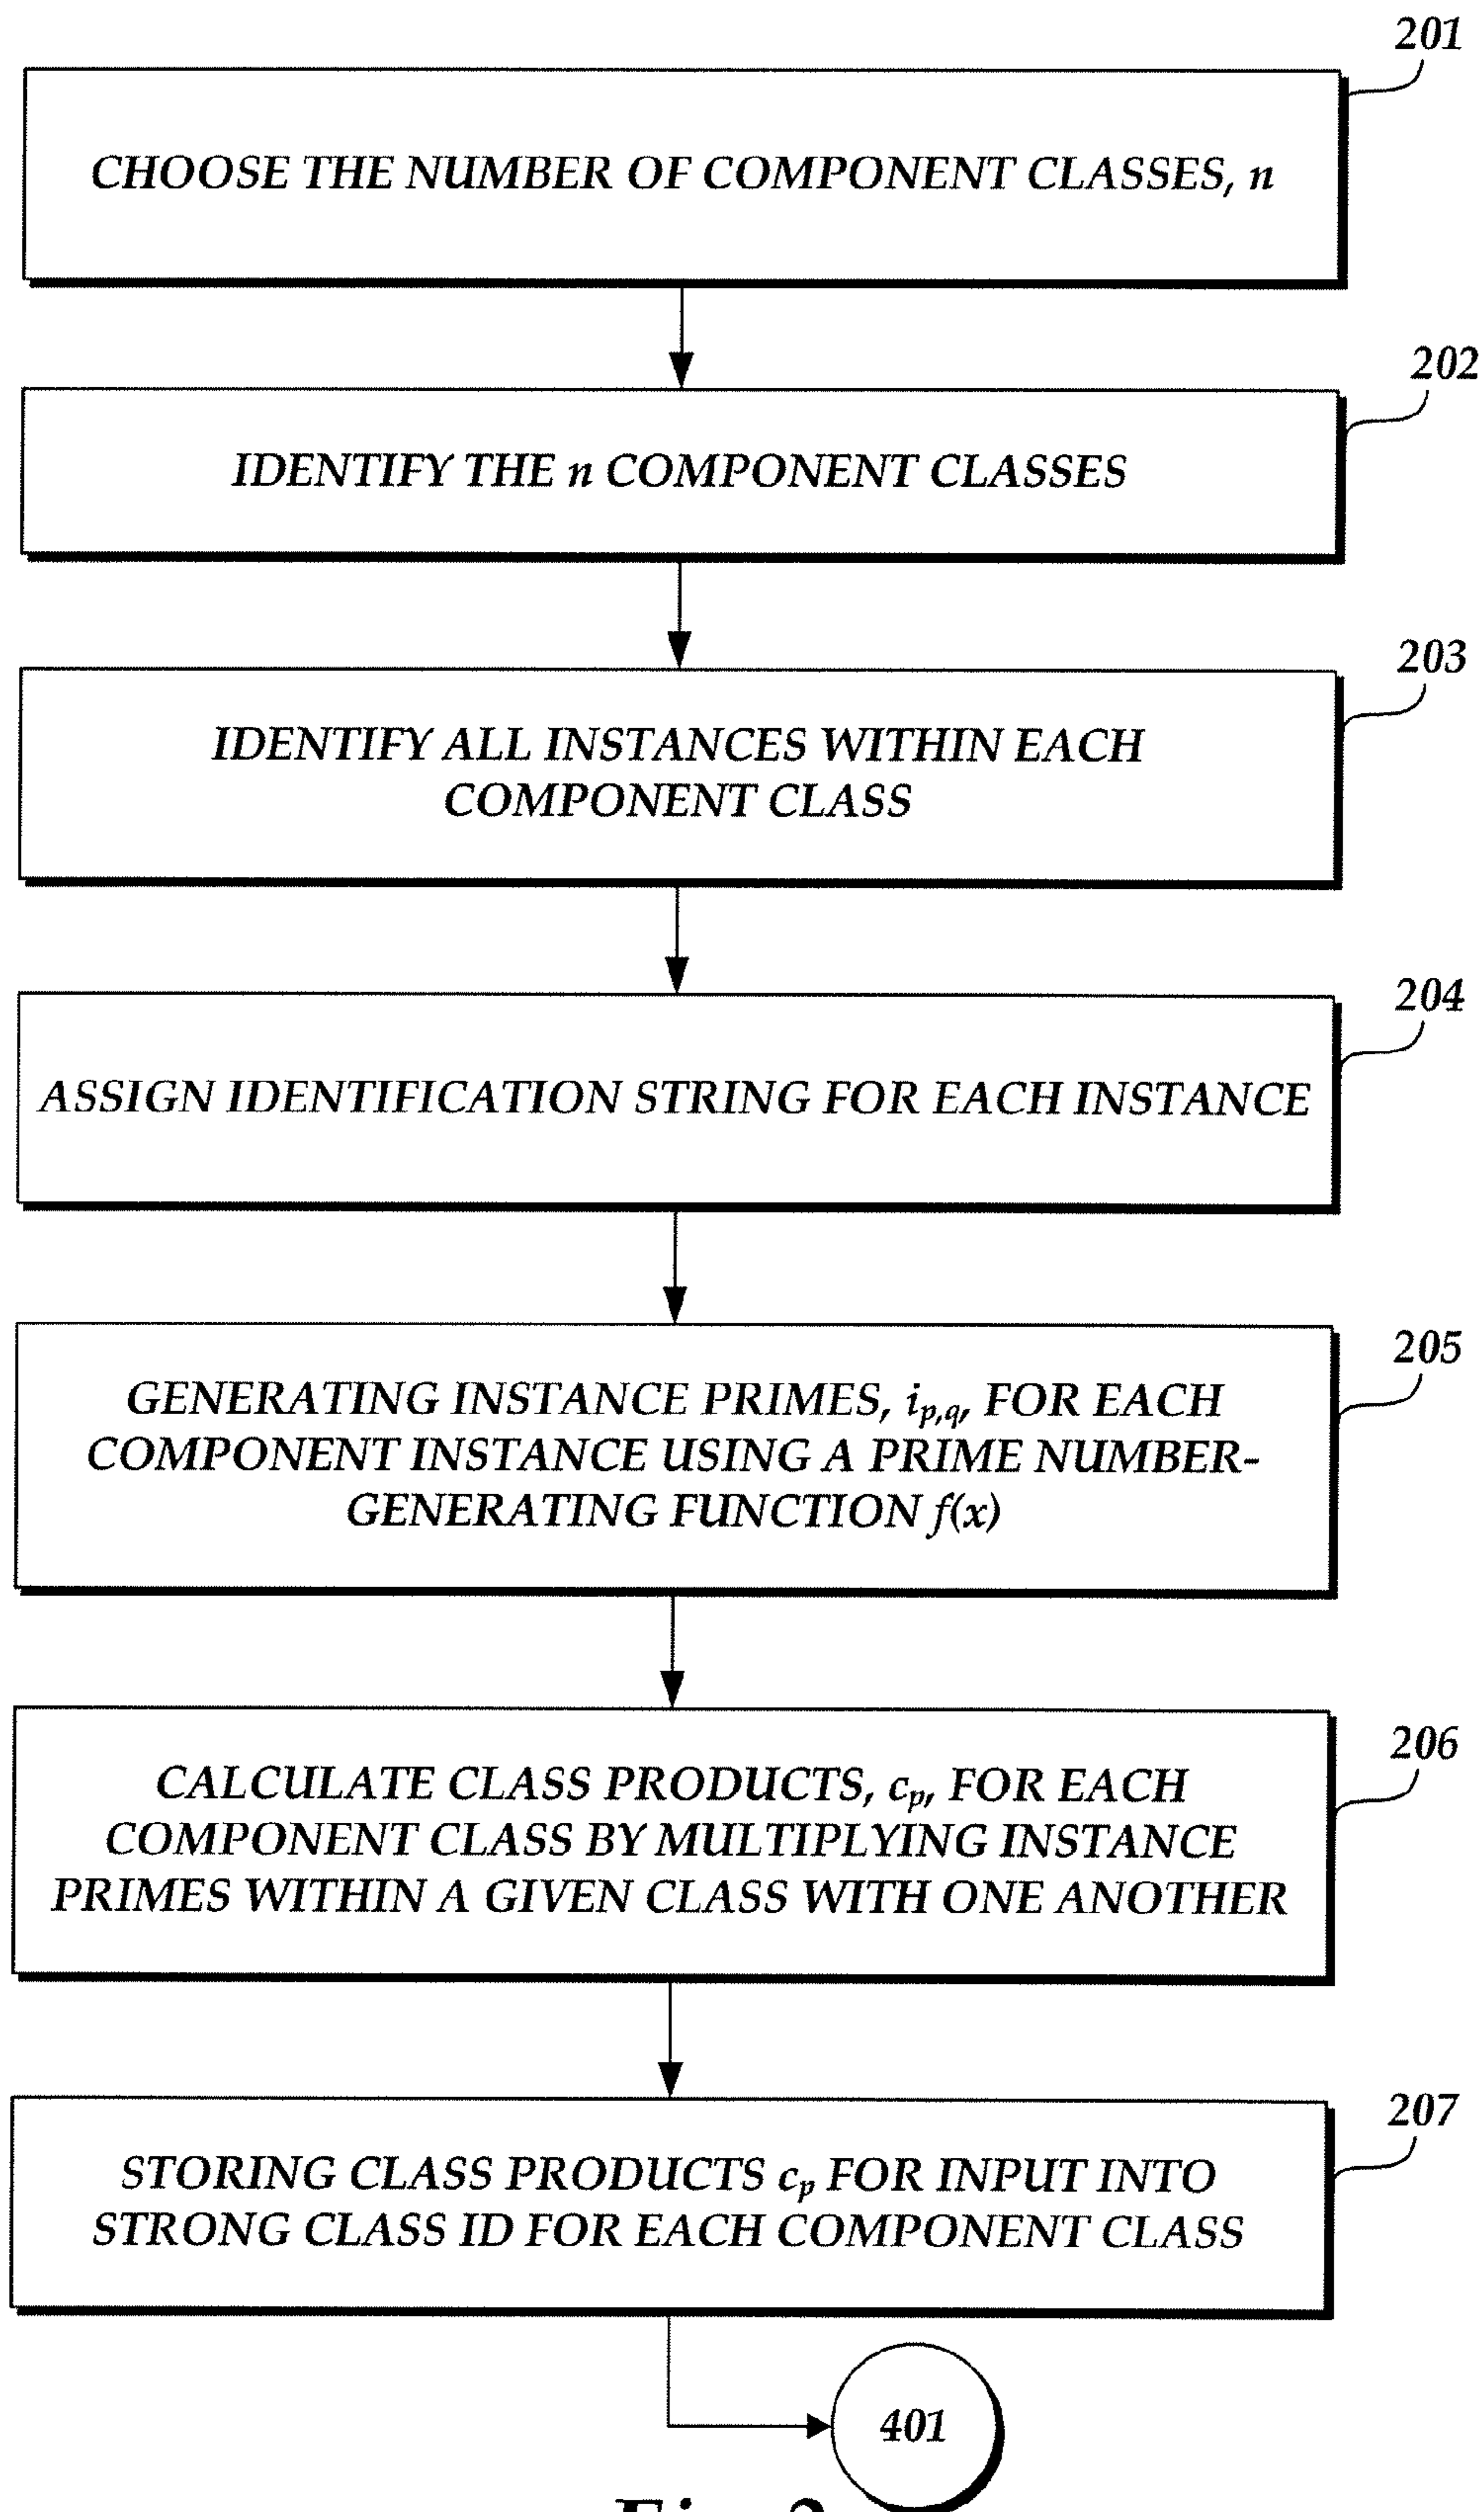 201
CHOOSE THE NUMBER OF COMPONENT CLASSES, n
202
IDENTIFY THE n COMPONENT CLASSES
203
IDENTIFY ALL INSTANCES WITHIN EACH
COMPONENT CLASS
204
ASSIGN IDENTIFICATION STRING FOR EACH INSTANCE
205
GENERATING INSTANCE PRIMES, i_{p,q}, FOR EACH
COMPONENT INSTANCE USING A PRIME NUMBER-
GENERATING FUNCTION f(x)
206
CALCULATE CLASS PRODUCTS, c_p, FOR EACH
COMPONENT CLASS BY MULTIPLYING INSTANCE
PRIMES WITHIN A GIVEN CLASS WITH ONE ANOTHER
207
STORING CLASS PRODUCTS c_p FOR INPUT INTO
STRONG CLASS ID FOR EACH COMPONENT CLASS
401